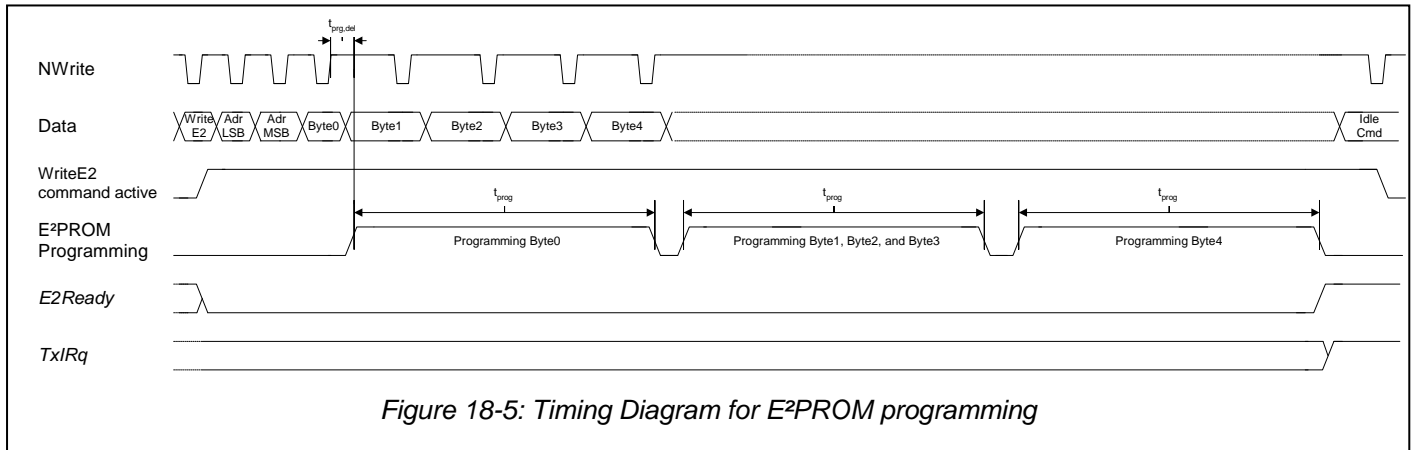 tprg,del
NWrite
Data
Write E2
Adr LSB
Adr MSB
Byte0
Byte1
Byte2
Byte3
Byte4
Idle Cmd
WriteE2
command active
tprog
tprog
tprog
E²PROM
Programming
Programming Byte0
Programming Byte1, Byte2, and Byte3
Programming Byte4
E2Ready
TxIRq
Figure 18-5: Timing Diagram for E²PROM programming